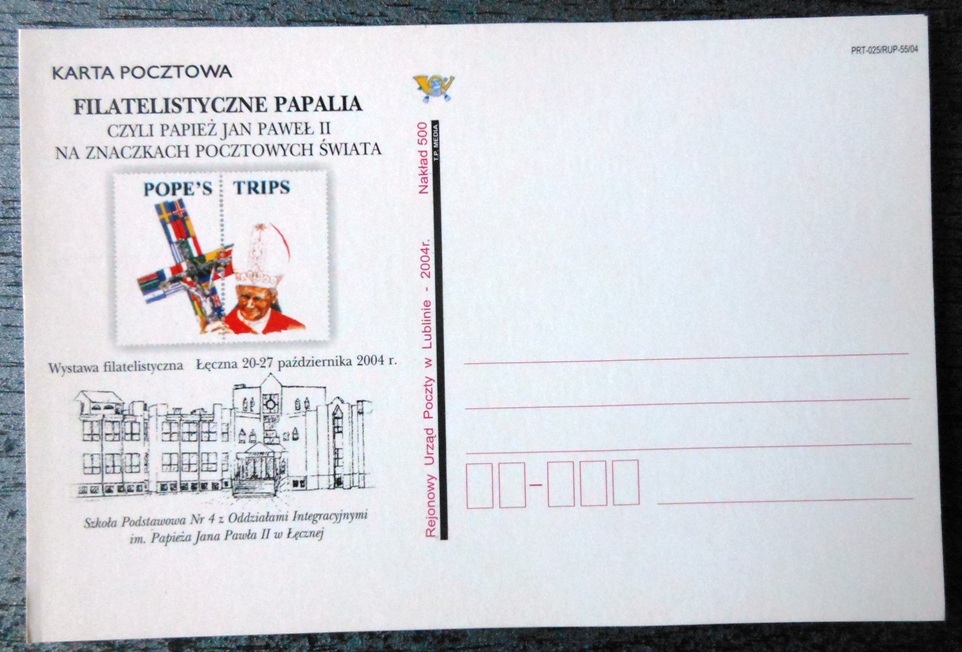 KARTA POCZTOWA
FILATELISTYCZNE PAPALIA
CZYLI PAPIEŻ JAN PAWEŁ II
NA ZNACZKACH POCZTOWYCH ŚWIATA
POPE'S TRIPS
Wystawa filatelistyczna Łęczna 20-27 października 2004 r.
Szkoła Podstawowa Nr 4 z Oddziałami Integracyjnymi
im. Papieża Jana Pawła II w Łęcznej
Rejonowy Urząd Poczty w Lublinie - 2004r. Nakład 500
T.P. MEDIA
PRT-025/RUP-55/04